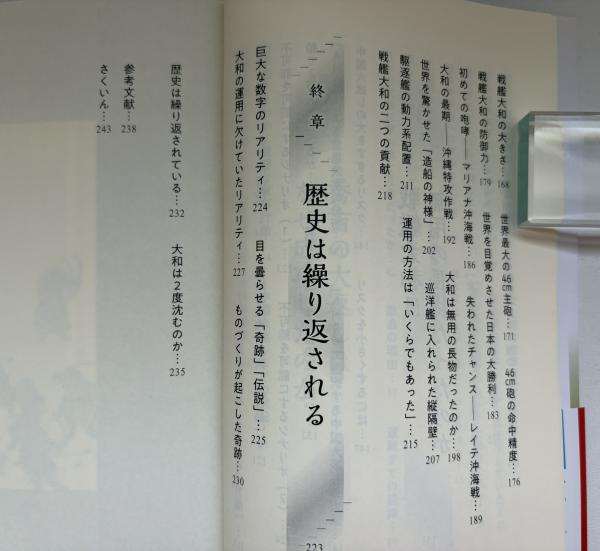 戦艦大和の大きさ…168　世界最大の46㎝主砲…171　46㎝砲の命中精度…176
戦艦大和の防御力…179　世界を目覚めさせた日本の大勝利…183
初めての咆哮――マリアナ沖海戦…186　失われたチャンス――レイテ沖海戦…189
大和の最期――沖縄特攻作戦…192　大和は無用の長物だったのか…198
世界を驚かせた「造船の神様」…202　巡洋艦に入れられた縦隔壁…207
駆逐艦の動力系配置…211　運用の方法は「いくらでもあった」…215
戦艦大和の二つの貢献…218
終章　歴史は繰り返される
223
巨大な数字のリアリティ…224　目を曇らせる「奇跡」「伝説」…225
大和の運用に欠けていたリアリティ…227　ものづくりが起こした奇跡…230
歴史は繰り返されている…232　大和は2度沈むのか…235
参考文献…238
さくいん…243